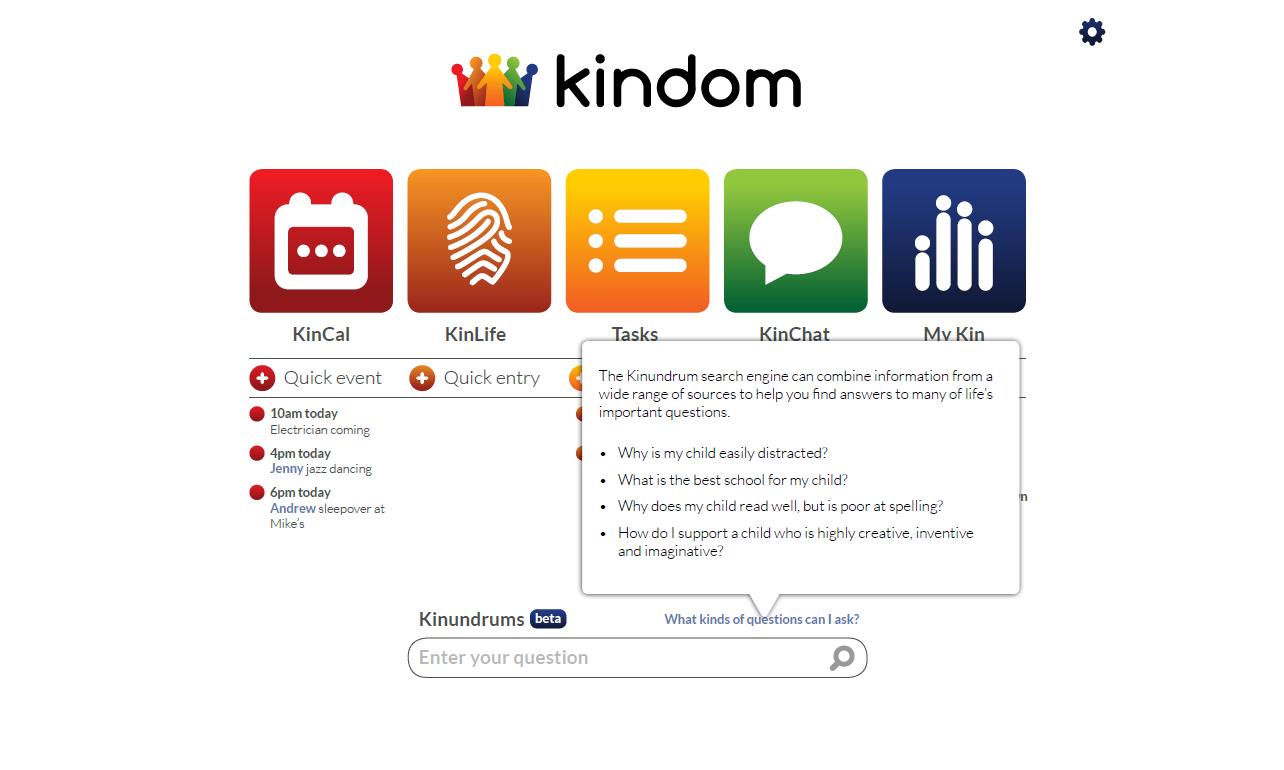 kindom
KinCal
KinLife
Tasks
KinChat
My Kin
Quick event
Quick entry
10am today
Electrician coming
4pm today
Jenny jazz dancing
6pm today
Andrew sleepover at
Mike's
The Kinundrum search engine can combine information from a
wide range of sources to help you find answers to many of life's
important questions.
• Why is my child easily distracted?
• What is the best school for my child?
• Why does my child read well, but is poor at spelling?
• How do I support a child who is highly creative, inventive
and imaginative?
Kinundrums beta
What kinds of questions can I ask?
Enter your question